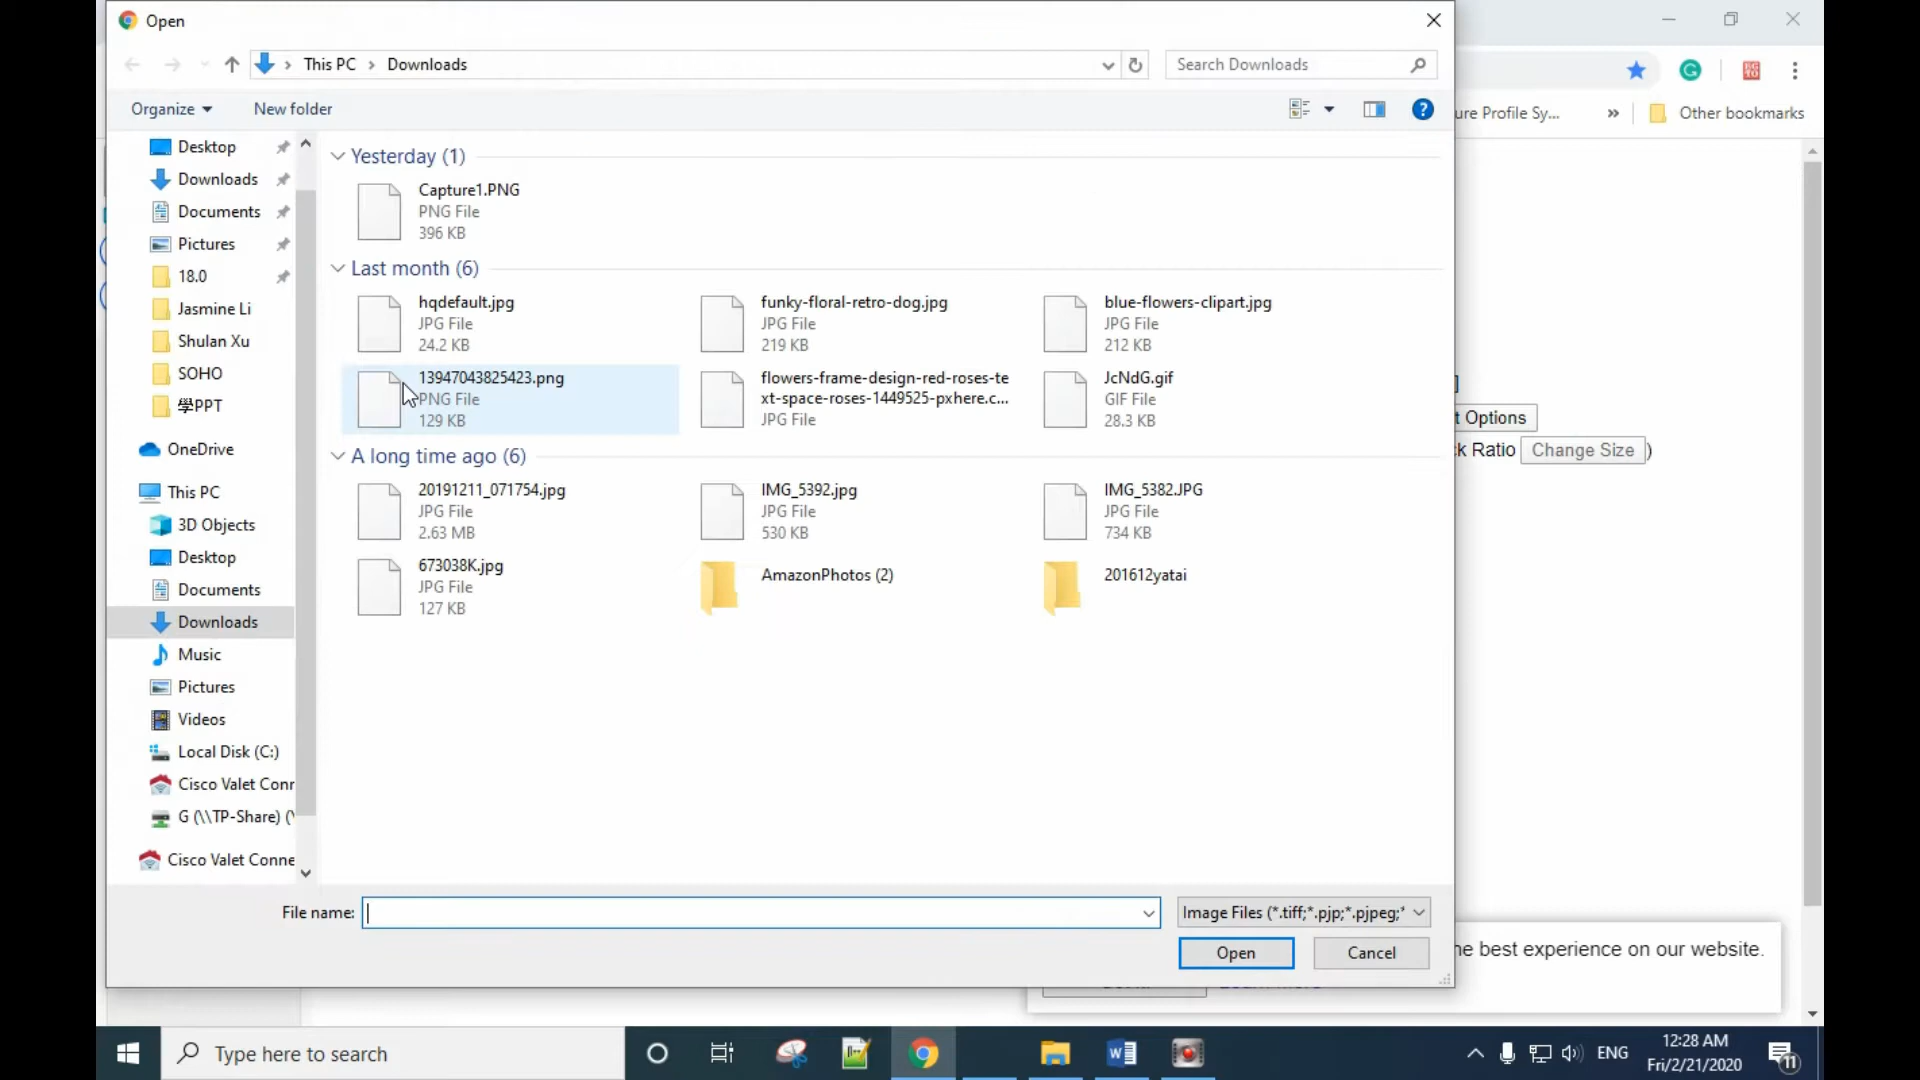 Open
This PC
Downloads
Search Downloads
Organize
New folder
ure Profile Sy...
»
Other bookmarks
Desktop
Downloads
Documents
Pictures
18.0
Jasmine Li
Shulan Xu
SOHO
學PPT
OneDrive
This PC
3D Objects
Desktop
Documents
Downloads
Music
Pictures
Videos
Local Disk (C:)
Cisco Valet Conr
G (\\TP-Share) (
Cisco Valet Conne
Yesterday (1)
Capture1.PNG
PNG File
396 KB
Last month (6)
hqdefault.jpg
JPG File
24.2 KB
funky-floral-retro-dog.jpg
JPG File
219 KB
blue-flowers-clipart.jpg
JPG File
212 KB
13947043825423.png
PNG File
129 KB
flowers-frame-design-red-roses-te
xt-space-roses-1449525-pxhere.c...
JPG File
JcNdG.gif
GIF File
28.3 KB
A long time ago (6)
20191211_071754.jpg
JPG File
2.63 MB
IMG_5392.jpg
JPG File
530 KB
IMG_5382.JPG
JPG File
734 KB
673038K.jpg
JPG File
127 KB
AmazonPhotos (2)
201612yatai
]
t Options
k Ratio
Change Size
)
File name:
Image Files (*.tiff;*.pjp;*.pjpeg;*
Open
Cancel
he best experience on our website.
Type here to search
ENG
12:28 AM
Fri/2/21/2020
11